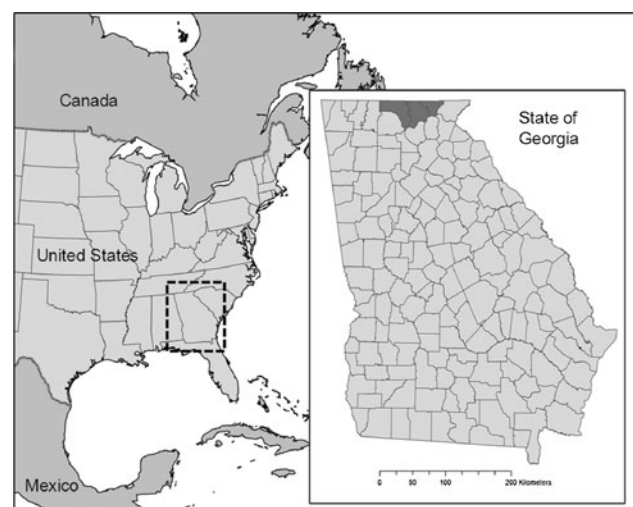 Canada
United States
Mexico
State of
Georgia
0 50 100 200 Kilometers